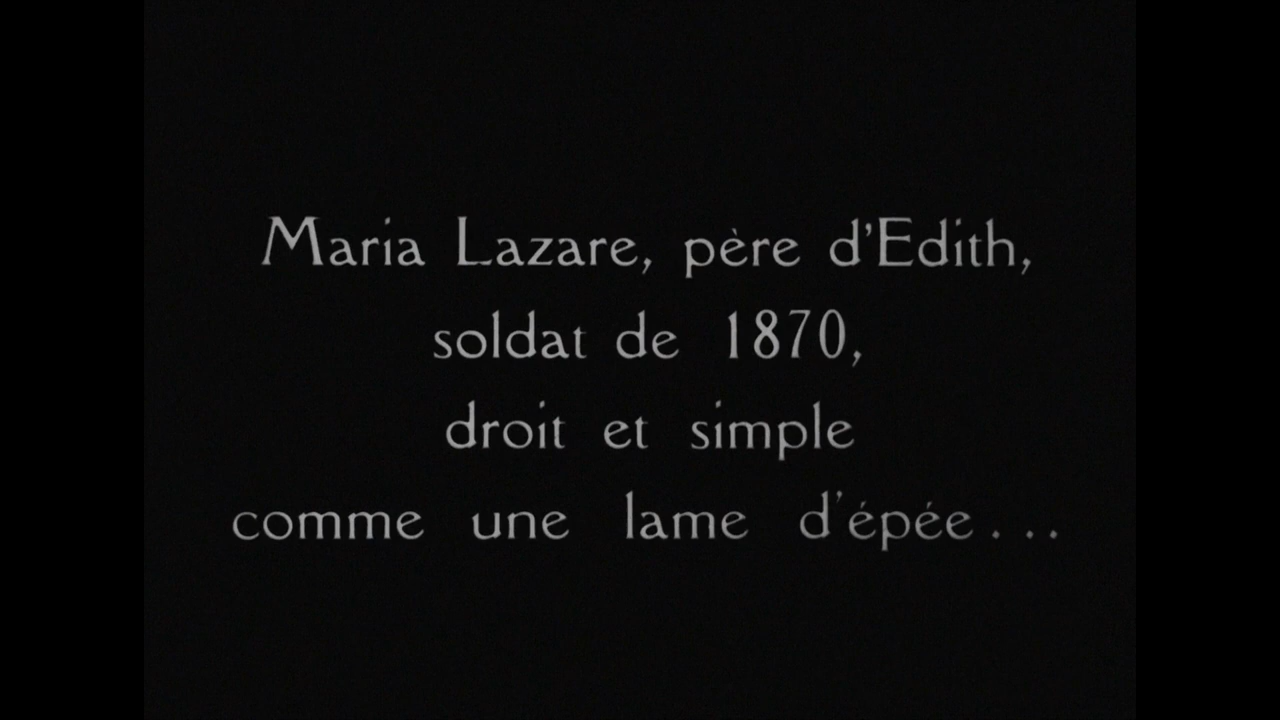 Maria Lazare, père d'Edith,
soldat de 1870,
droit et simple
comme une lame d'épée...